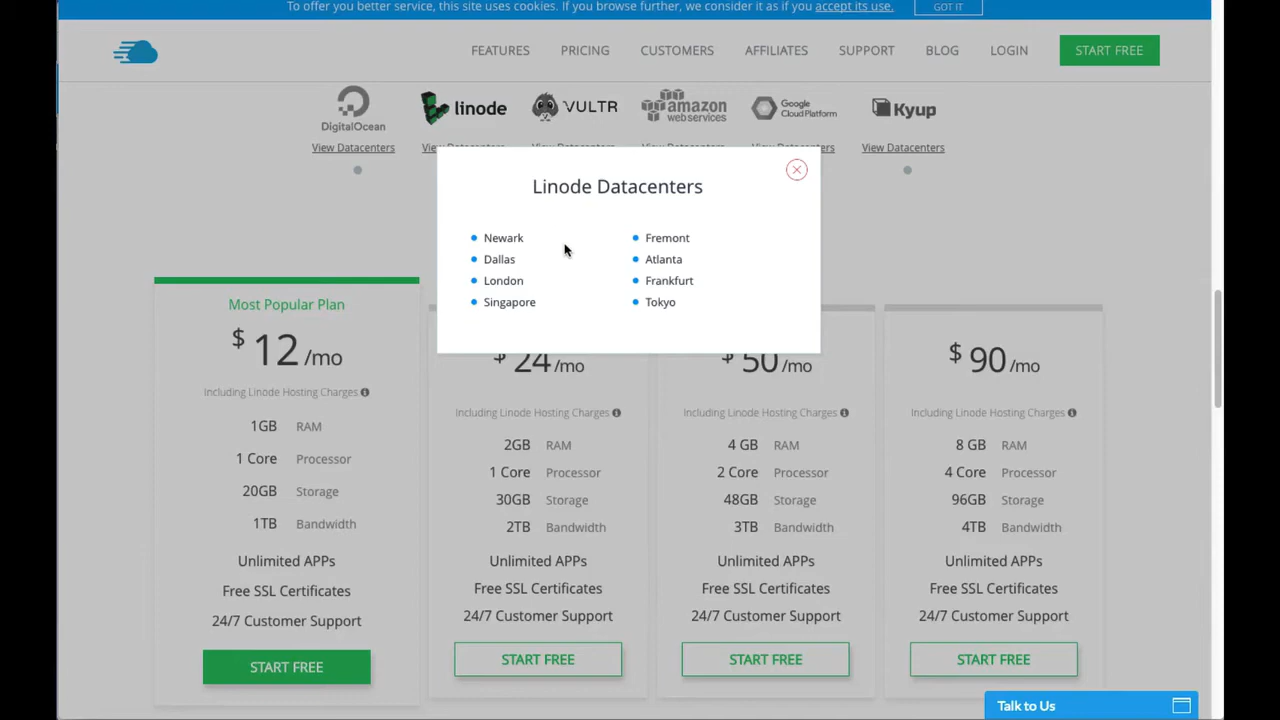 To offer you better service, this site uses cookies. If you browse further, we consider it as if you accept its use. GOT IT
FEATURES PRICING CUSTOMERS AFFILIATES SUPPORT BLOG LOGIN START FREE
DigitalOcean linode VULTR amazon web services Google Cloud Platform Kyup
View Datacenters View Datacenters View Datacenters View Datacenters View Datacenters View Datacenters
Linode Datacenters
Newark Fremont
Dallas Atlanta
London Frankfurt
Singapore Tokyo
Most Popular Plan
$ 12 /mo
Including Linode Hosting Charges
1GB RAM
1 Core Processor
20GB Storage
1TB Bandwidth
Unlimited APPs
Free SSL Certificates
24/7 Customer Support
START FREE
$ 24 /mo
Including Linode Hosting Charges
2GB RAM
1 Core Processor
30GB Storage
2TB Bandwidth
Unlimited APPs
Free SSL Certificates
24/7 Customer Support
START FREE
$ 50 /mo
Including Linode Hosting Charges
4 GB RAM
2 Core Processor
48GB Storage
3TB Bandwidth
Unlimited APPs
Free SSL Certificates
24/7 Customer Support
START FREE
$ 90 /mo
Including Linode Hosting Charges
8 GB RAM
4 Core Processor
96GB Storage
4TB Bandwidth
Unlimited APPs
Free SSL Certificates
24/7 Customer Support
START FREE
Talk to Us